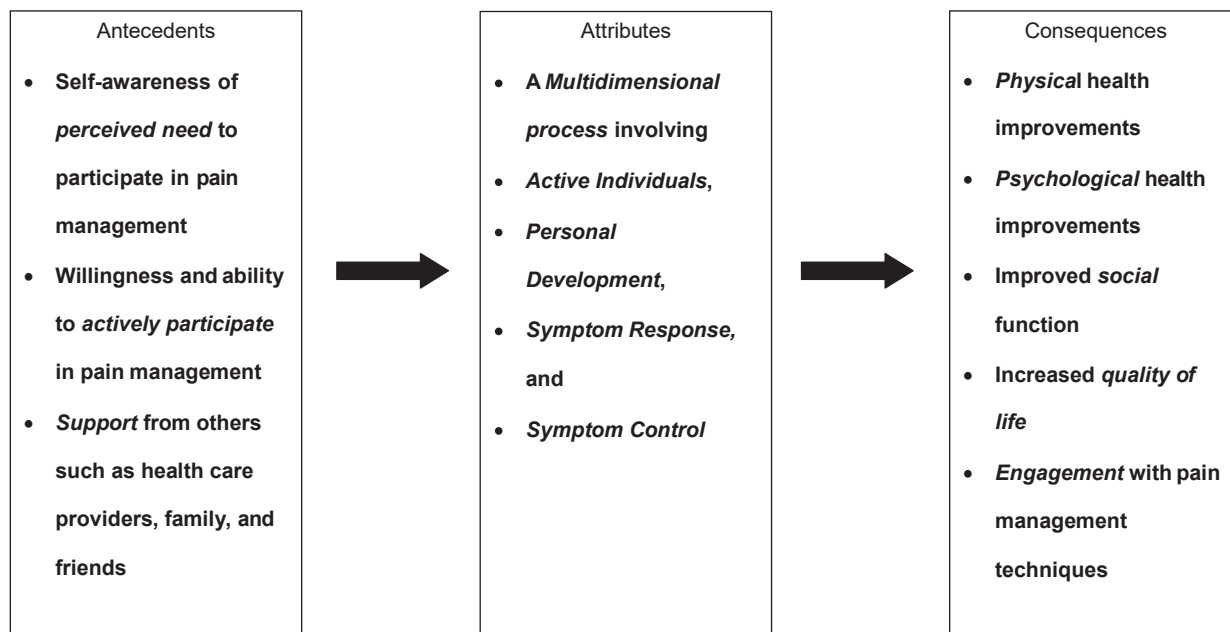 Antecedents
• Self-awareness of
perceived need to
participate in pain
management
• Willingness and ability
to actively participate
in pain management
• Support from others
such as health care
providers, family, and
friends
Attributes
• A Multidimensional
process involving
• Active Individuals,
• Personal
Development,
• Symptom Response,
and
• Symptom Control
Consequences
• Physical health
improvements
• Psychological health
improvements
• Improved social
function
• Increased quality of
life
• Engagement with pain
management
techniques